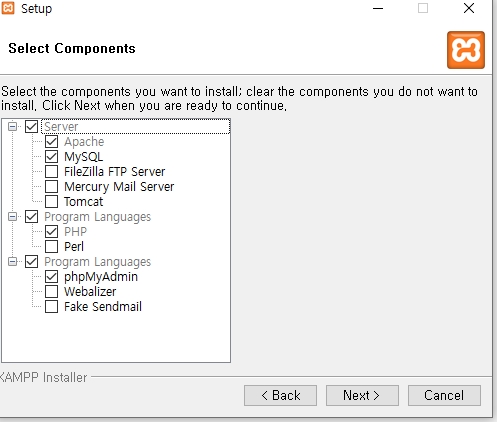 Setup
Select Components
Select the components you want to install; clear the components you do not want to
install. Click Next when you are ready to continue.
Server
Apache
MySQL
FileZilla FTP Server
Mercury Mail Server
Tomcat
Program Languages
PHP
Perl
Program Languages
phpMyAdmin
Webalizer
Fake Sendmail
XAMPP Installer
< Back
Next >
Cancel